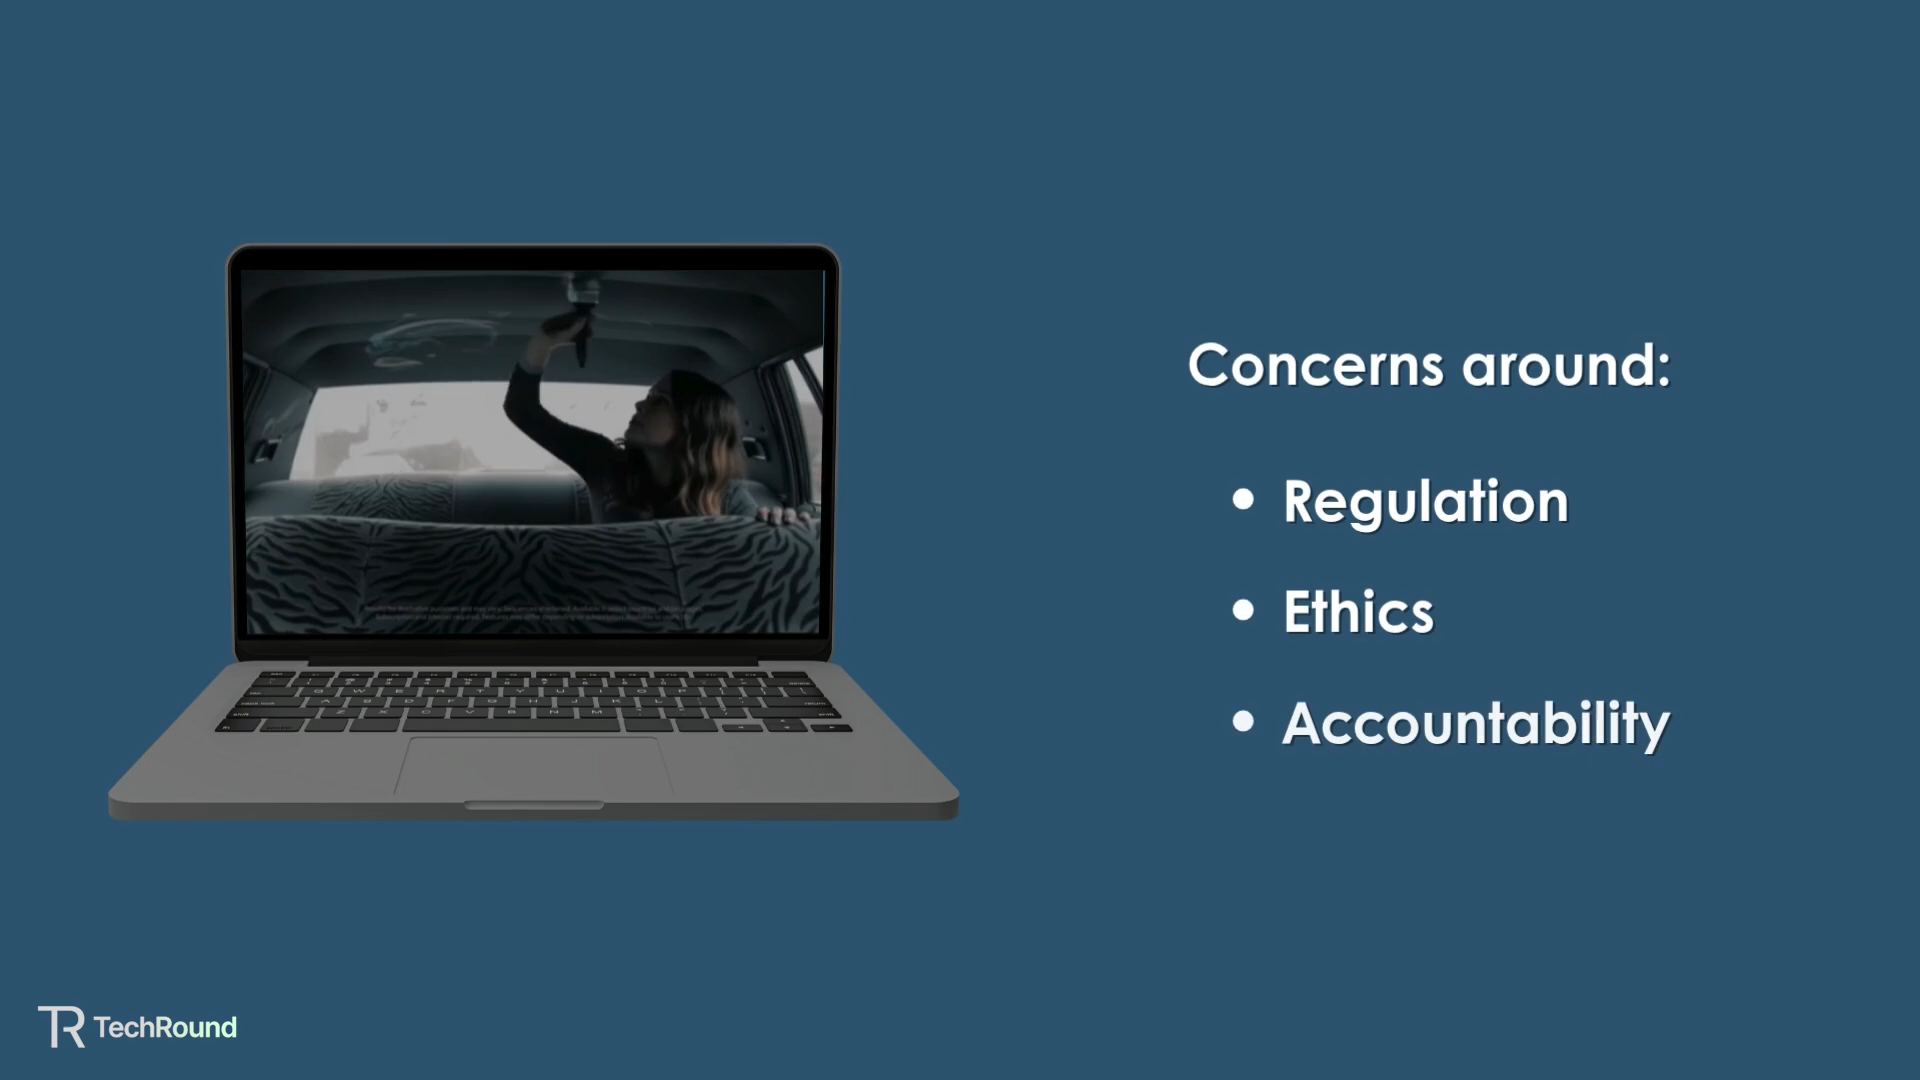 Concerns around:
• Regulation
• Ethics
• Accountability
TechRound